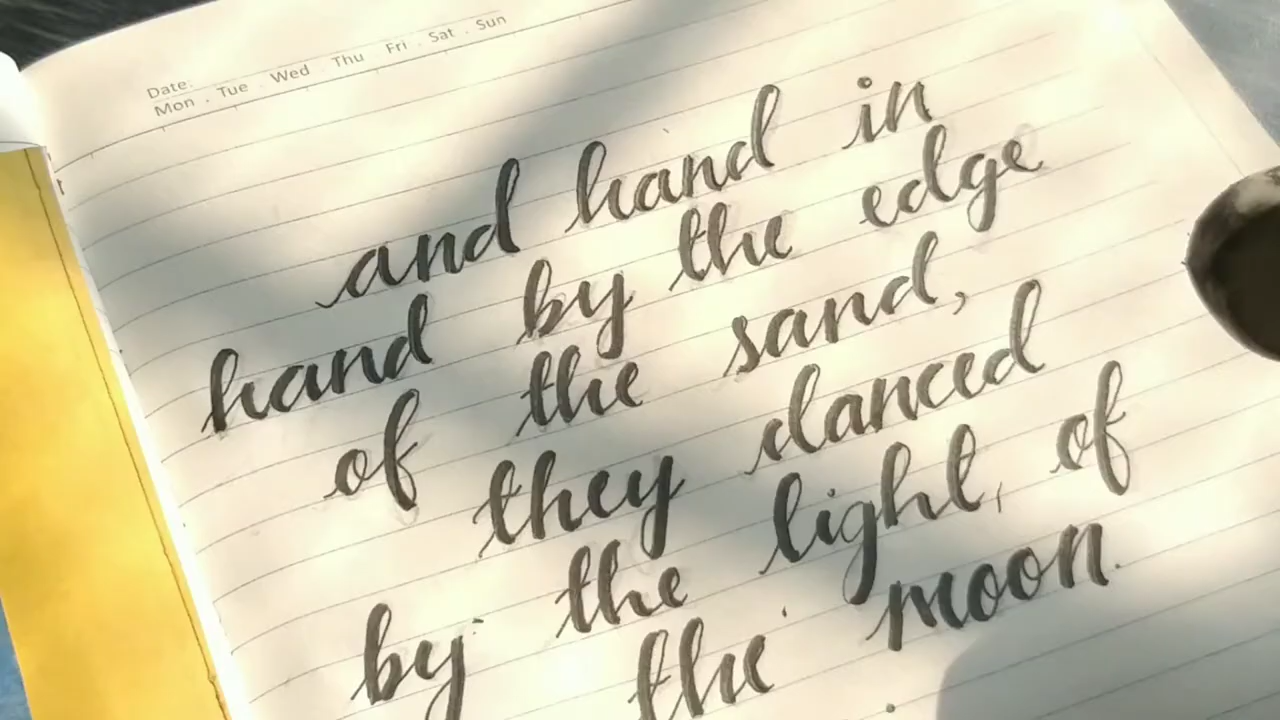 Date.
Mon . Tue . Wed . Thu . Fri . Sat . Sun
and hand in
hand by the edge
of the sand,
they danced
by the light, of
the moon.